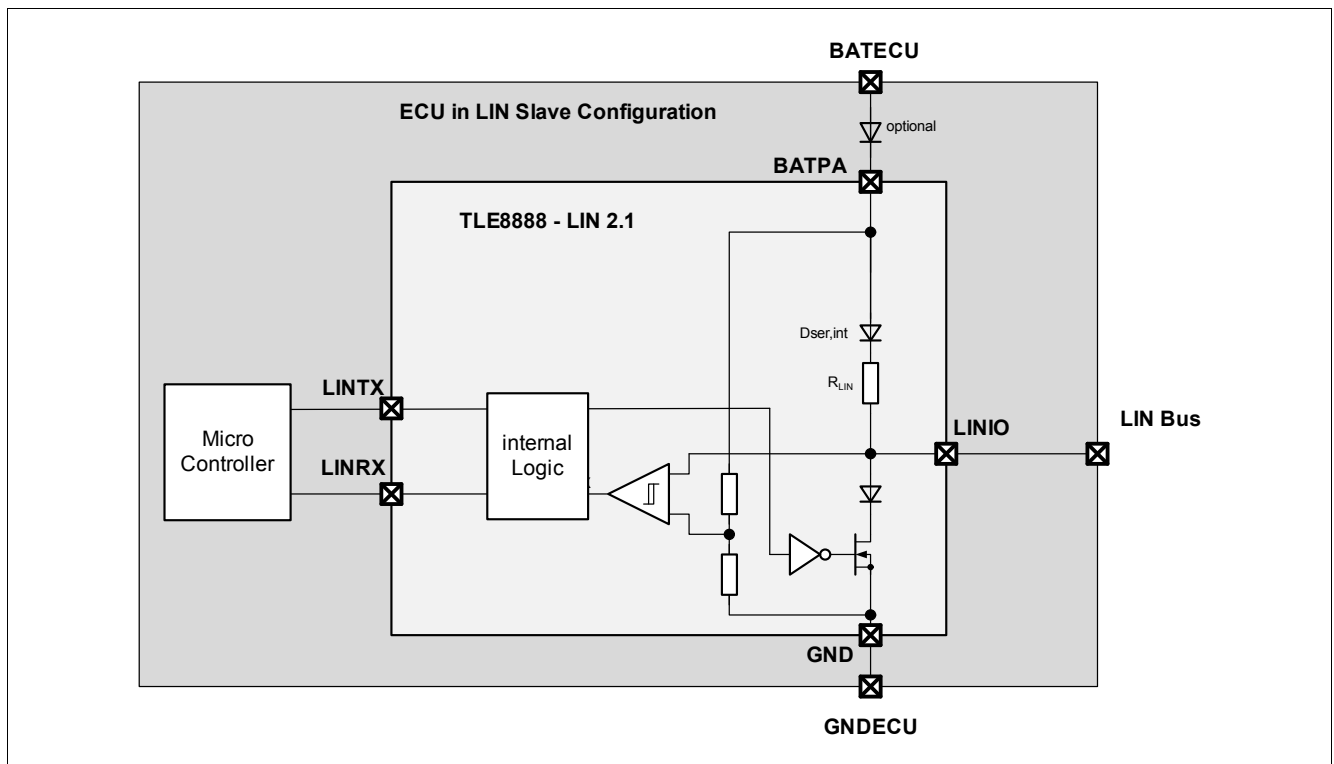 BATECU
ECU in LIN Slave Configuration
optional
BATPA
TLE8888 - LIN 2.1
Dser,int
RLIN
LINTX
LINIO
LIN Bus
Micro
Controller
internal
Logic
LINRX
GND
GNDECU